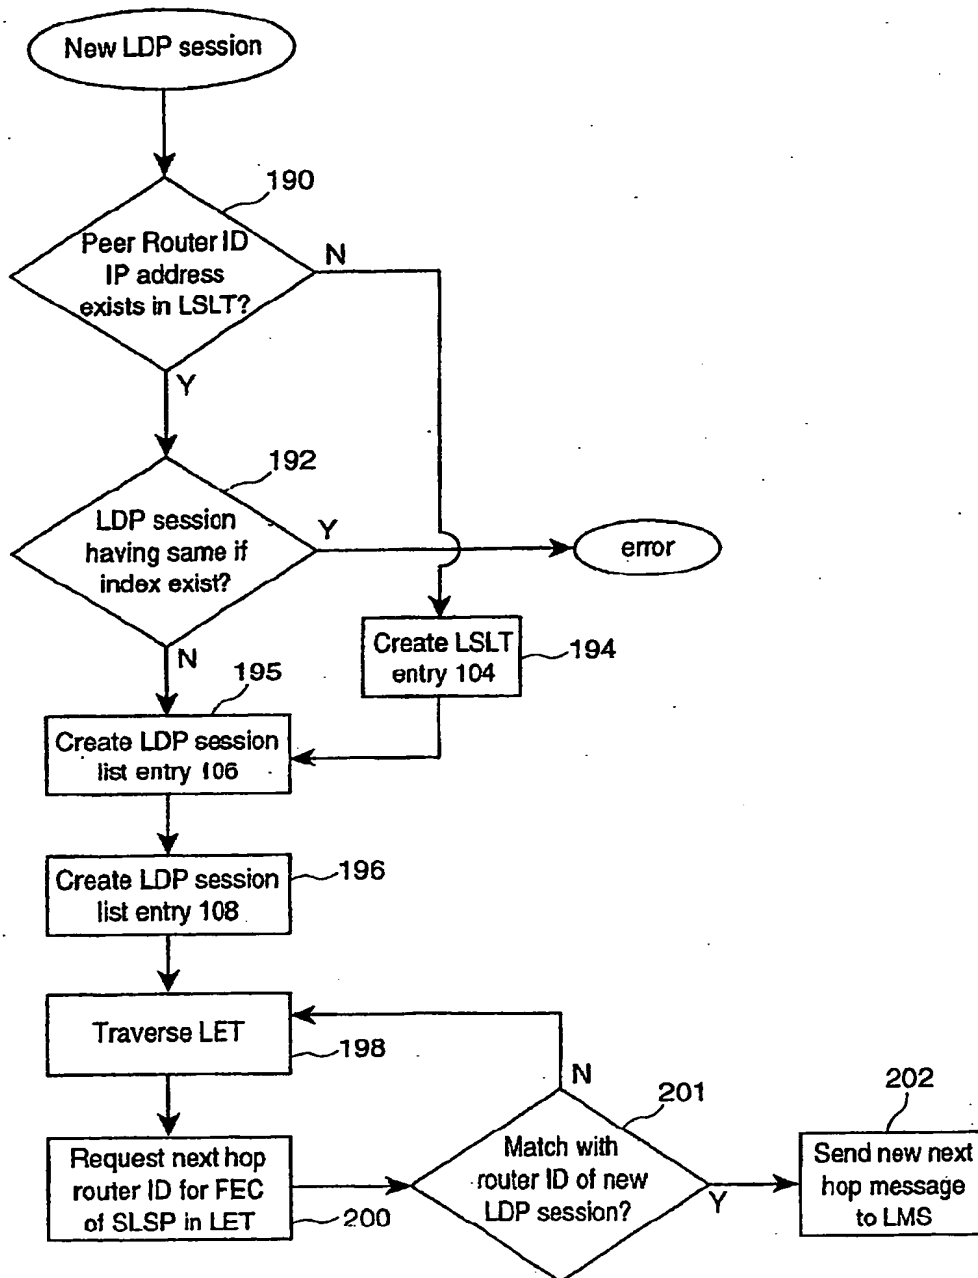 New LDP session
190
Peer Router ID
IP address
exists in LSLT?
N
Y
192
LDP session
having same if
index exist?
Y
error
N
Create LSLT
entry 104
194
195
Create LDP session
list entry 106
Create LDP session
list entry 108
196
Traverse LET
198
Request next hop
router ID for FEC
of SLSP in LET
200
N
201
Match with
router ID of new
LDP session?
Y
202
Send new next
hop message
to LMS